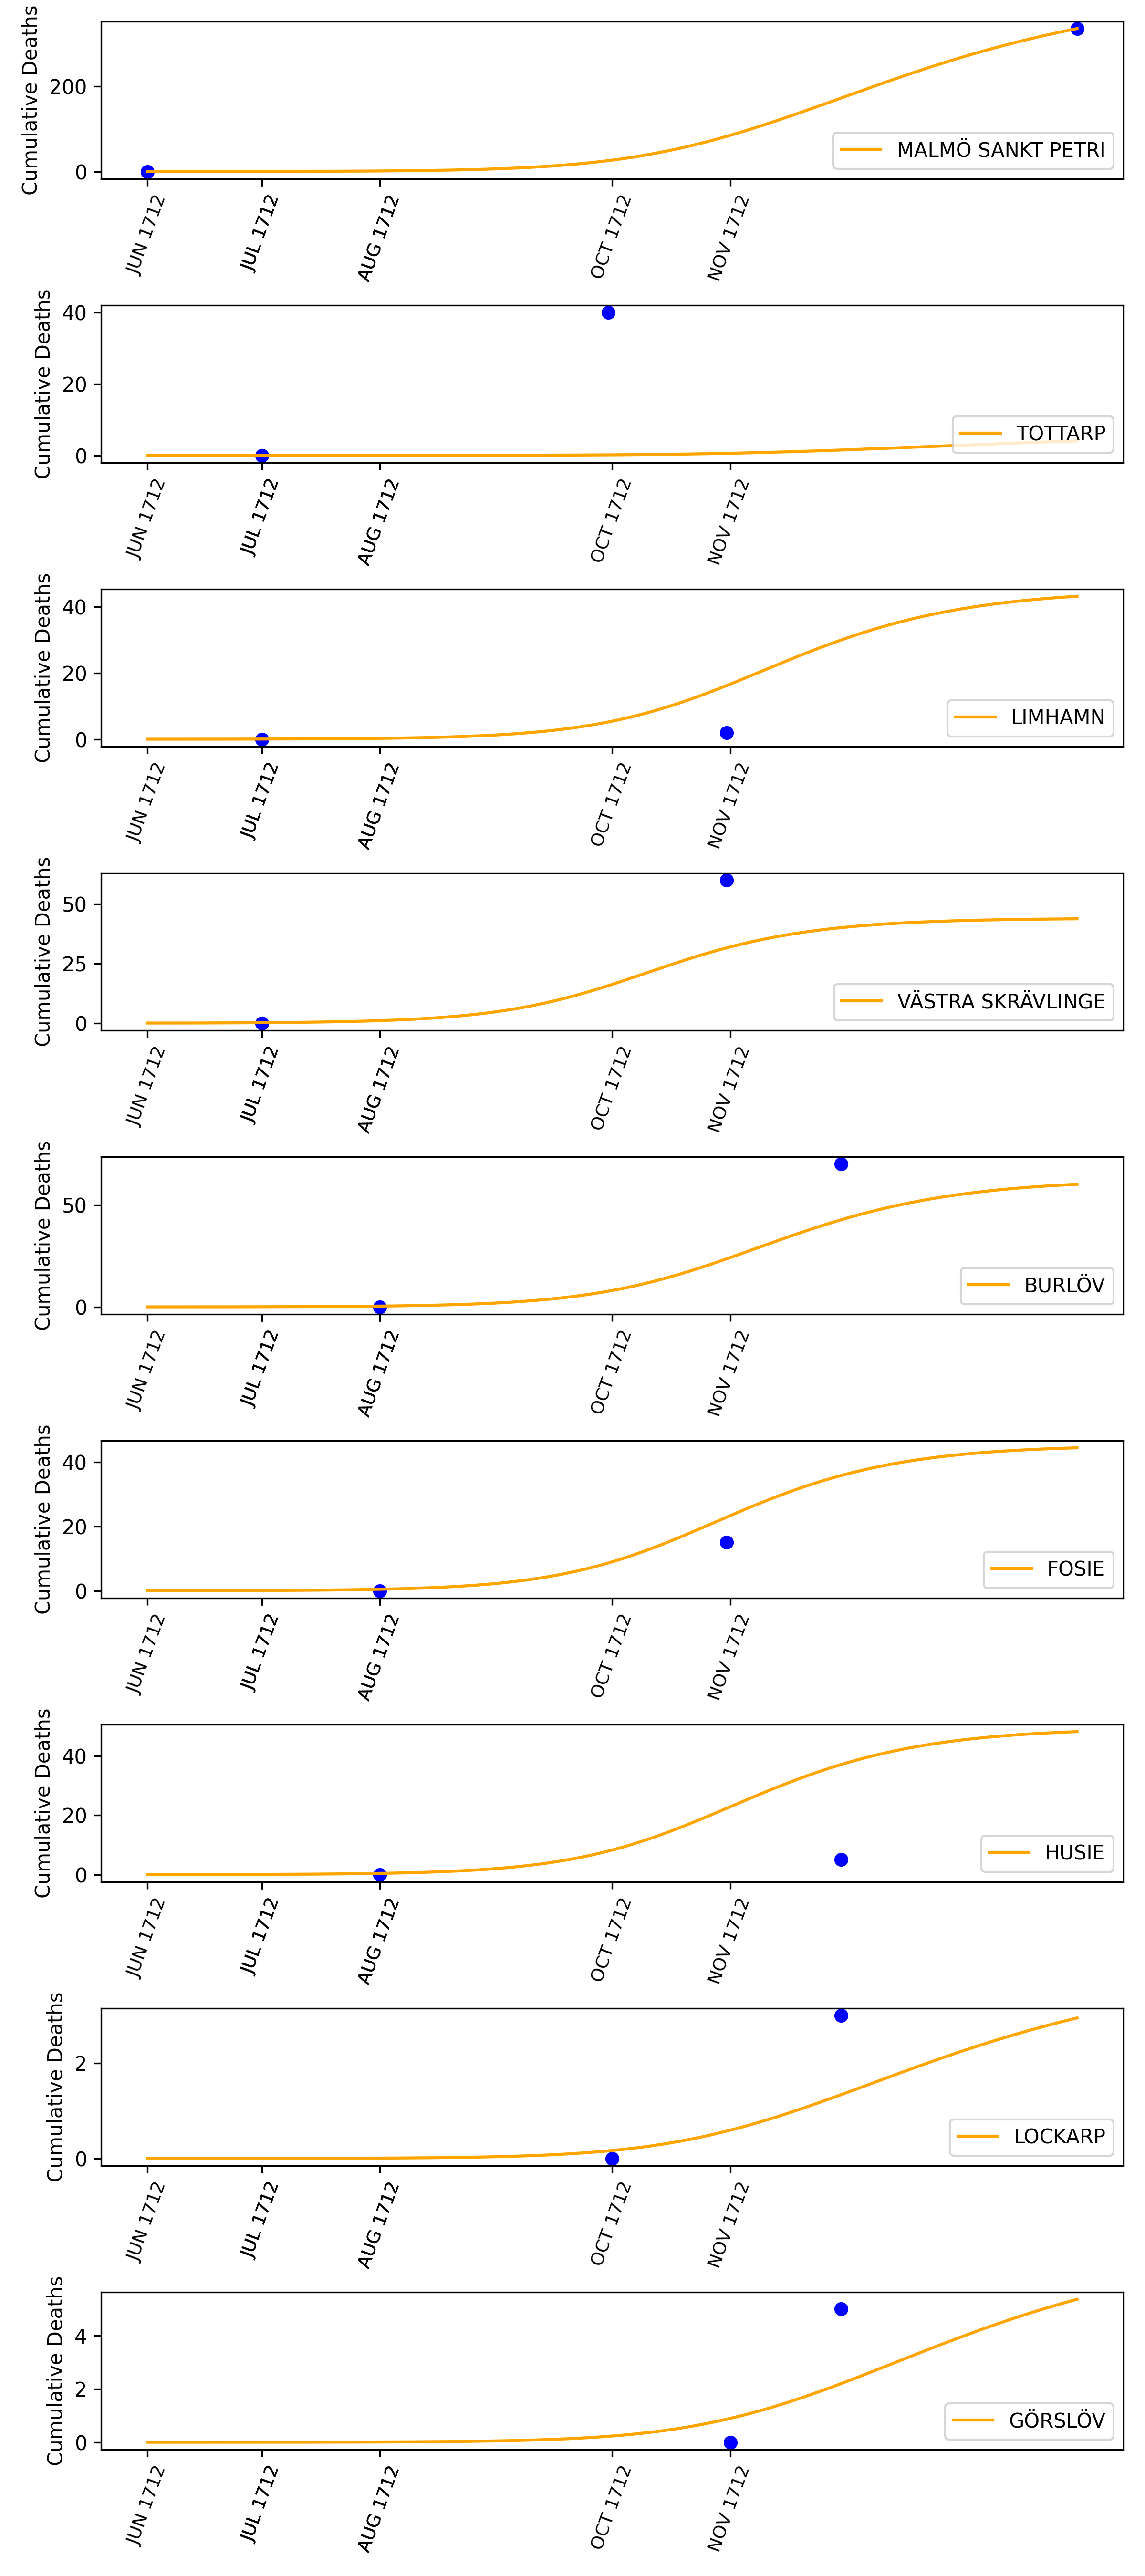 Cumulative Deaths
200
0
MALMÖ SANKT PETRI
JUN 1712
JUL 1712
AUG 1712
OCT 1712
NOV 1712
Cumulative Deaths
40
20
0
TOTTARP
JUN 1712
JUL 1712
AUG 1712
OCT 1712
NOV 1712
Cumulative Deaths
40
20
0
LIMHAMN
JUN 1712
JUL 1712
AUG 1712
OCT 1712
NOV 1712
Cumulative Deaths
50
25
0
VÄSTRA SKRÄVLINGE
JUN 1712
JUL 1712
AUG 1712
OCT 1712
NOV 1712
Cumulative Deaths
50
0
BURLÖV
JUN 1712
JUL 1712
AUG 1712
OCT 1712
NOV 1712
Cumulative Deaths
40
20
0
FOSIE
JUN 1712
JUL 1712
AUG 1712
OCT 1712
NOV 1712
Cumulative Deaths
40
20
0
HUSIE
JUN 1712
JUL 1712
AUG 1712
OCT 1712
NOV 1712
Cumulative Deaths
2
0
LOCKARP
JUN 1712
JUL 1712
AUG 1712
OCT 1712
NOV 1712
Cumulative Deaths
4
2
0
GÖRSLÖV
JUN 1712
JUL 1712
AUG 1712
OCT 1712
NOV 1712